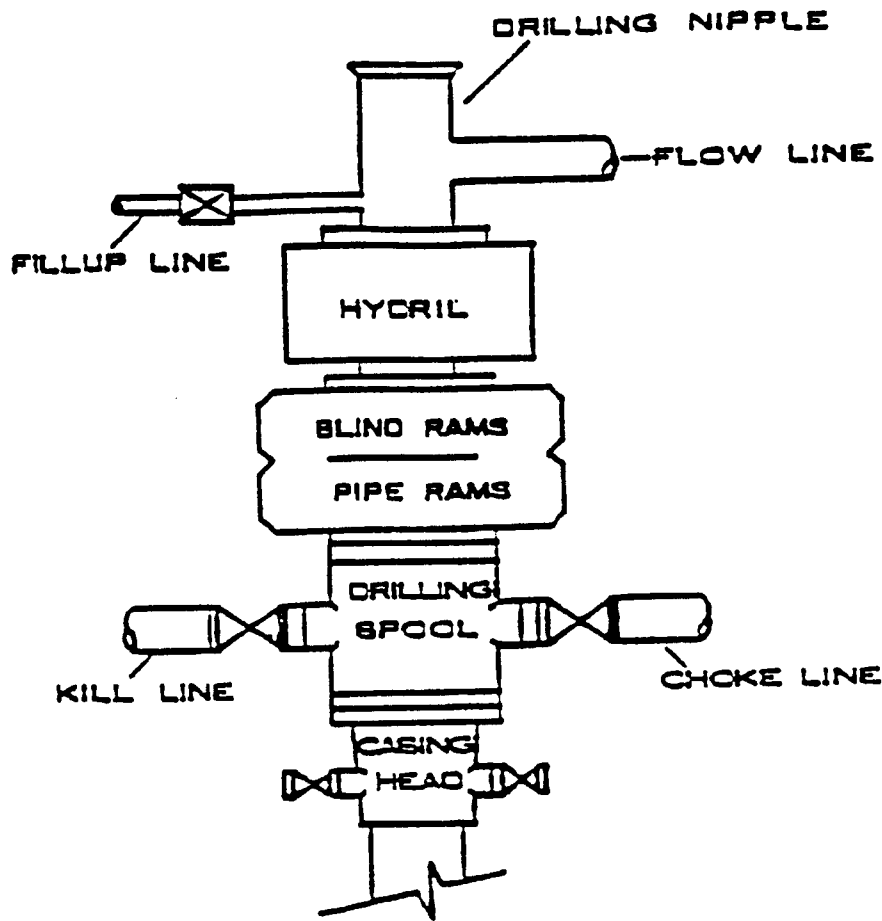 DRILLING NIPPLE
FLOW LINE
FILLUP LINE
HYDRIL
BLIND RAMS
PIPE RAMS
DRILLING
SPOOL
KILL LINE
CHOKE LINE
CASING
HEAD